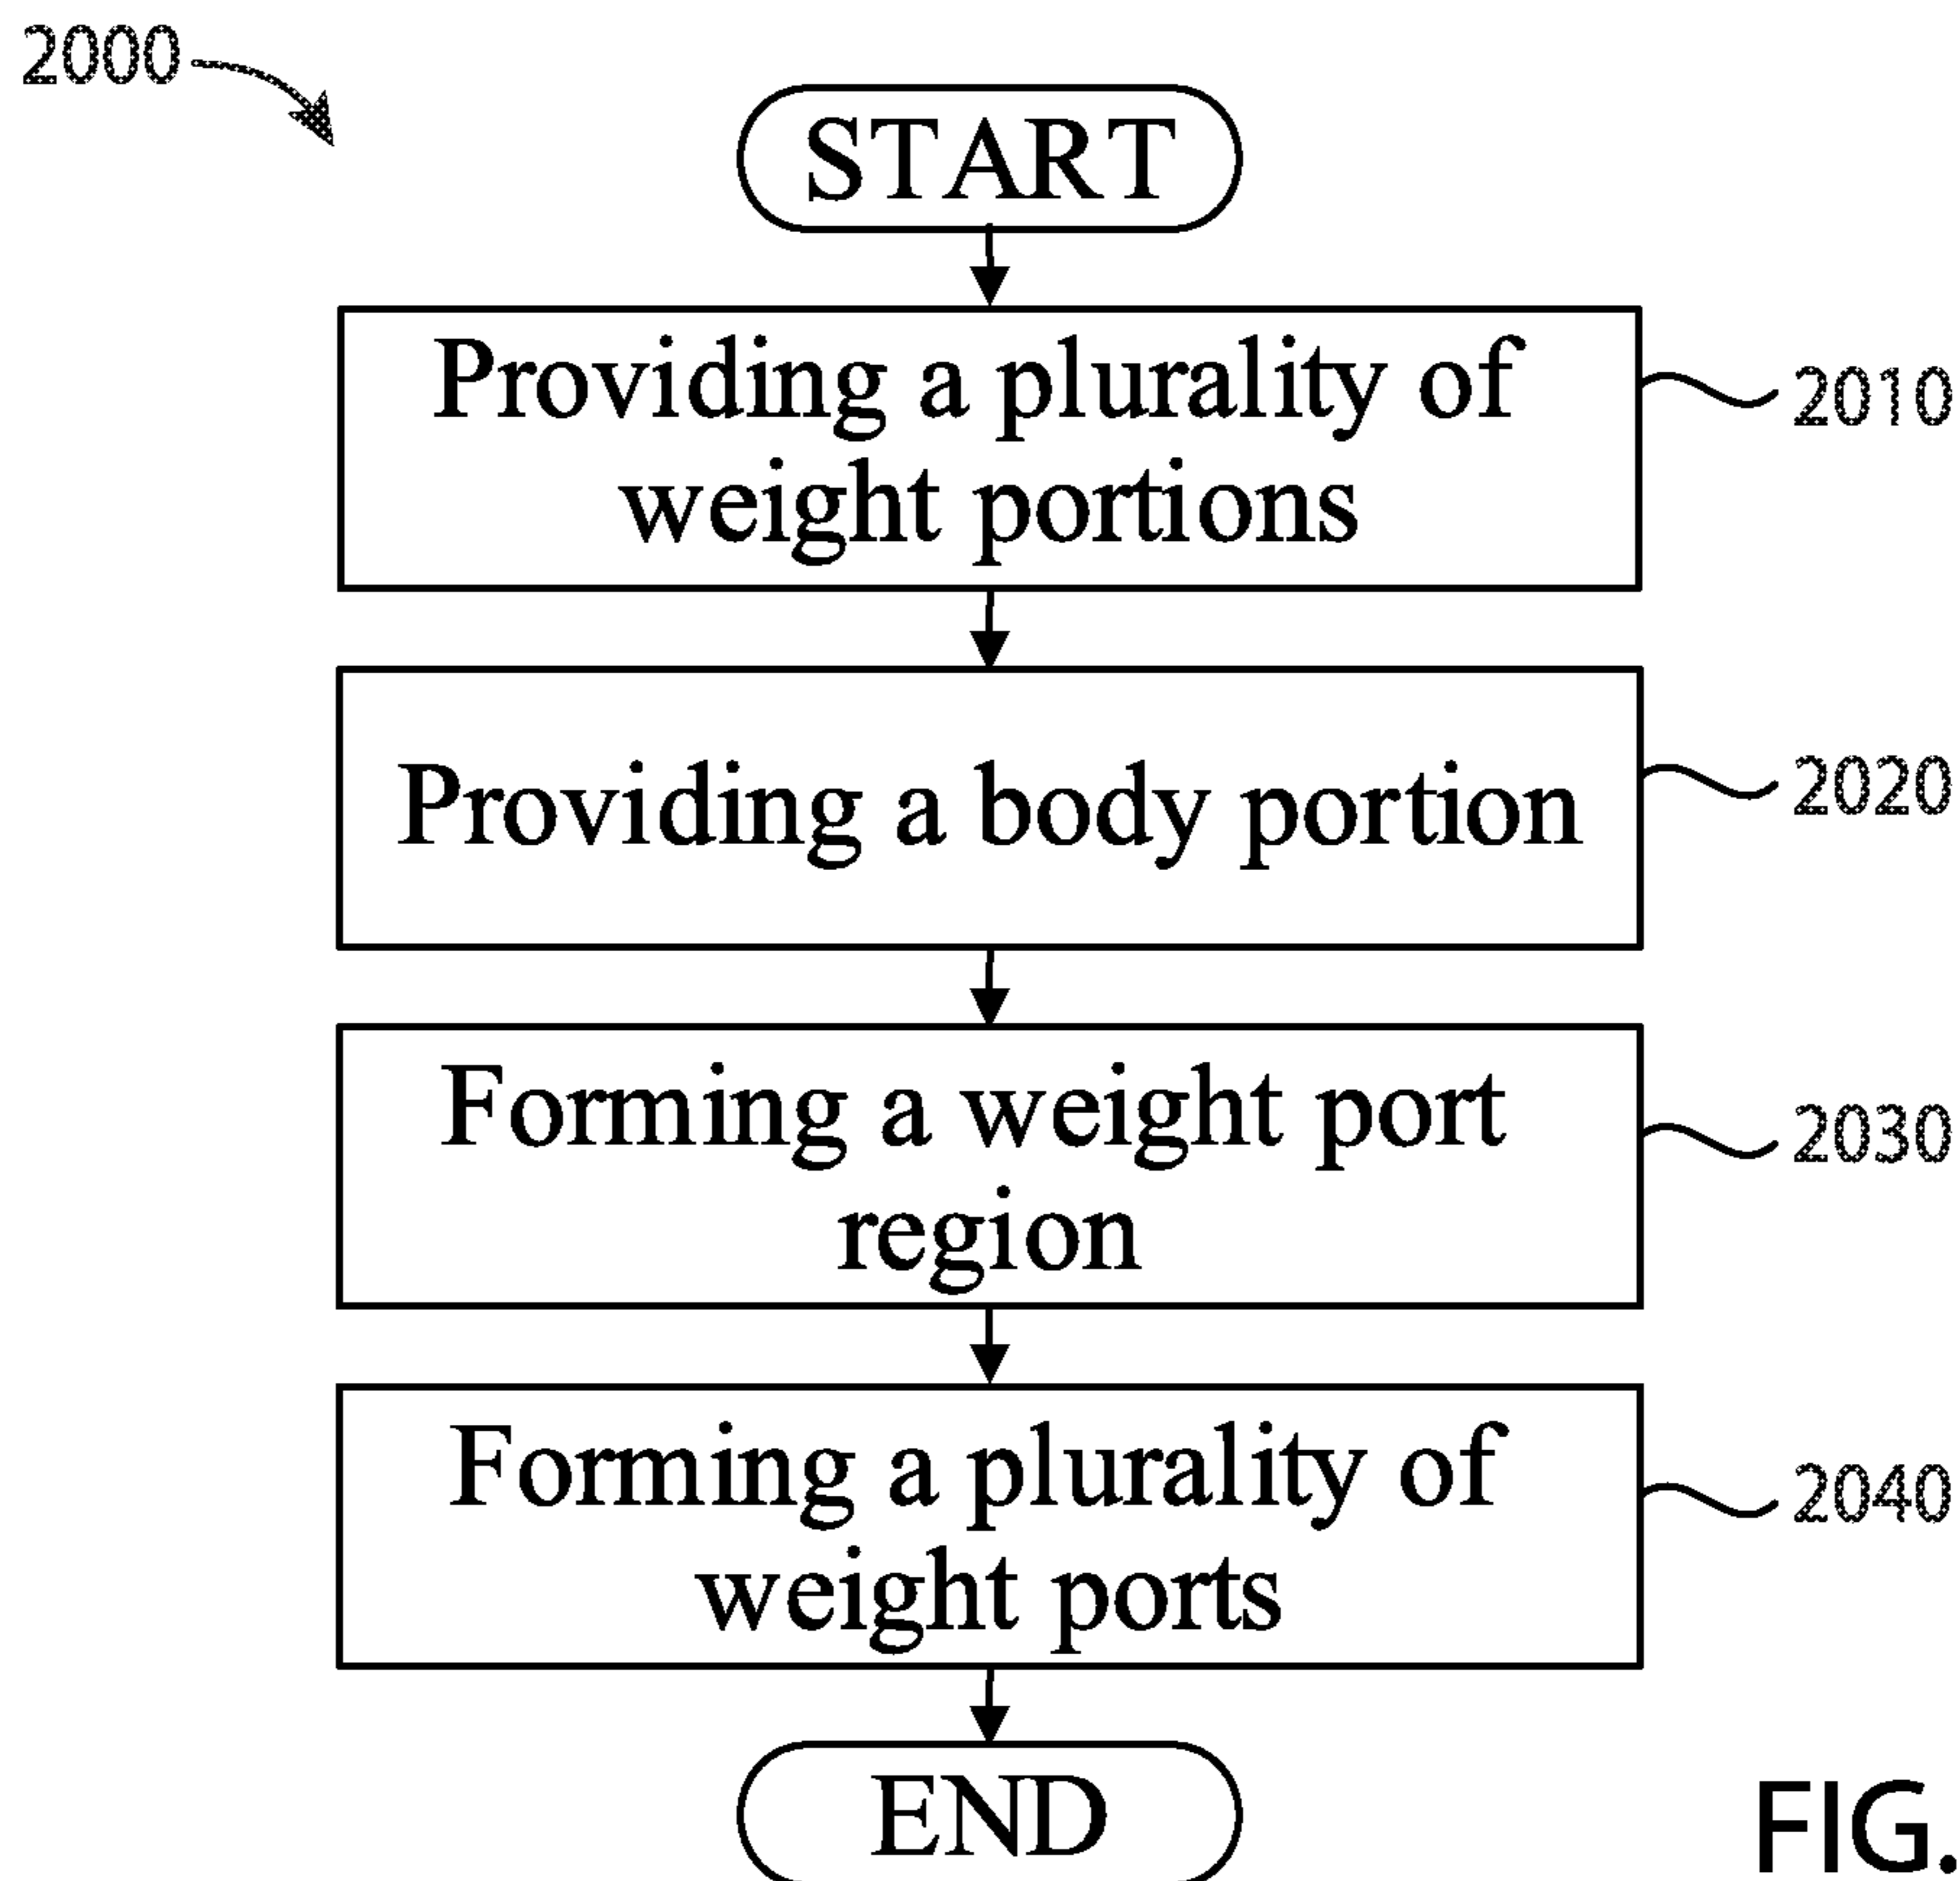 2000
START
Providing a plurality of
weight portions
2010
Providing a body portion
2020
Forming a weight port
region
2030
Forming a plurality of
weight ports
2040
END
FIG.